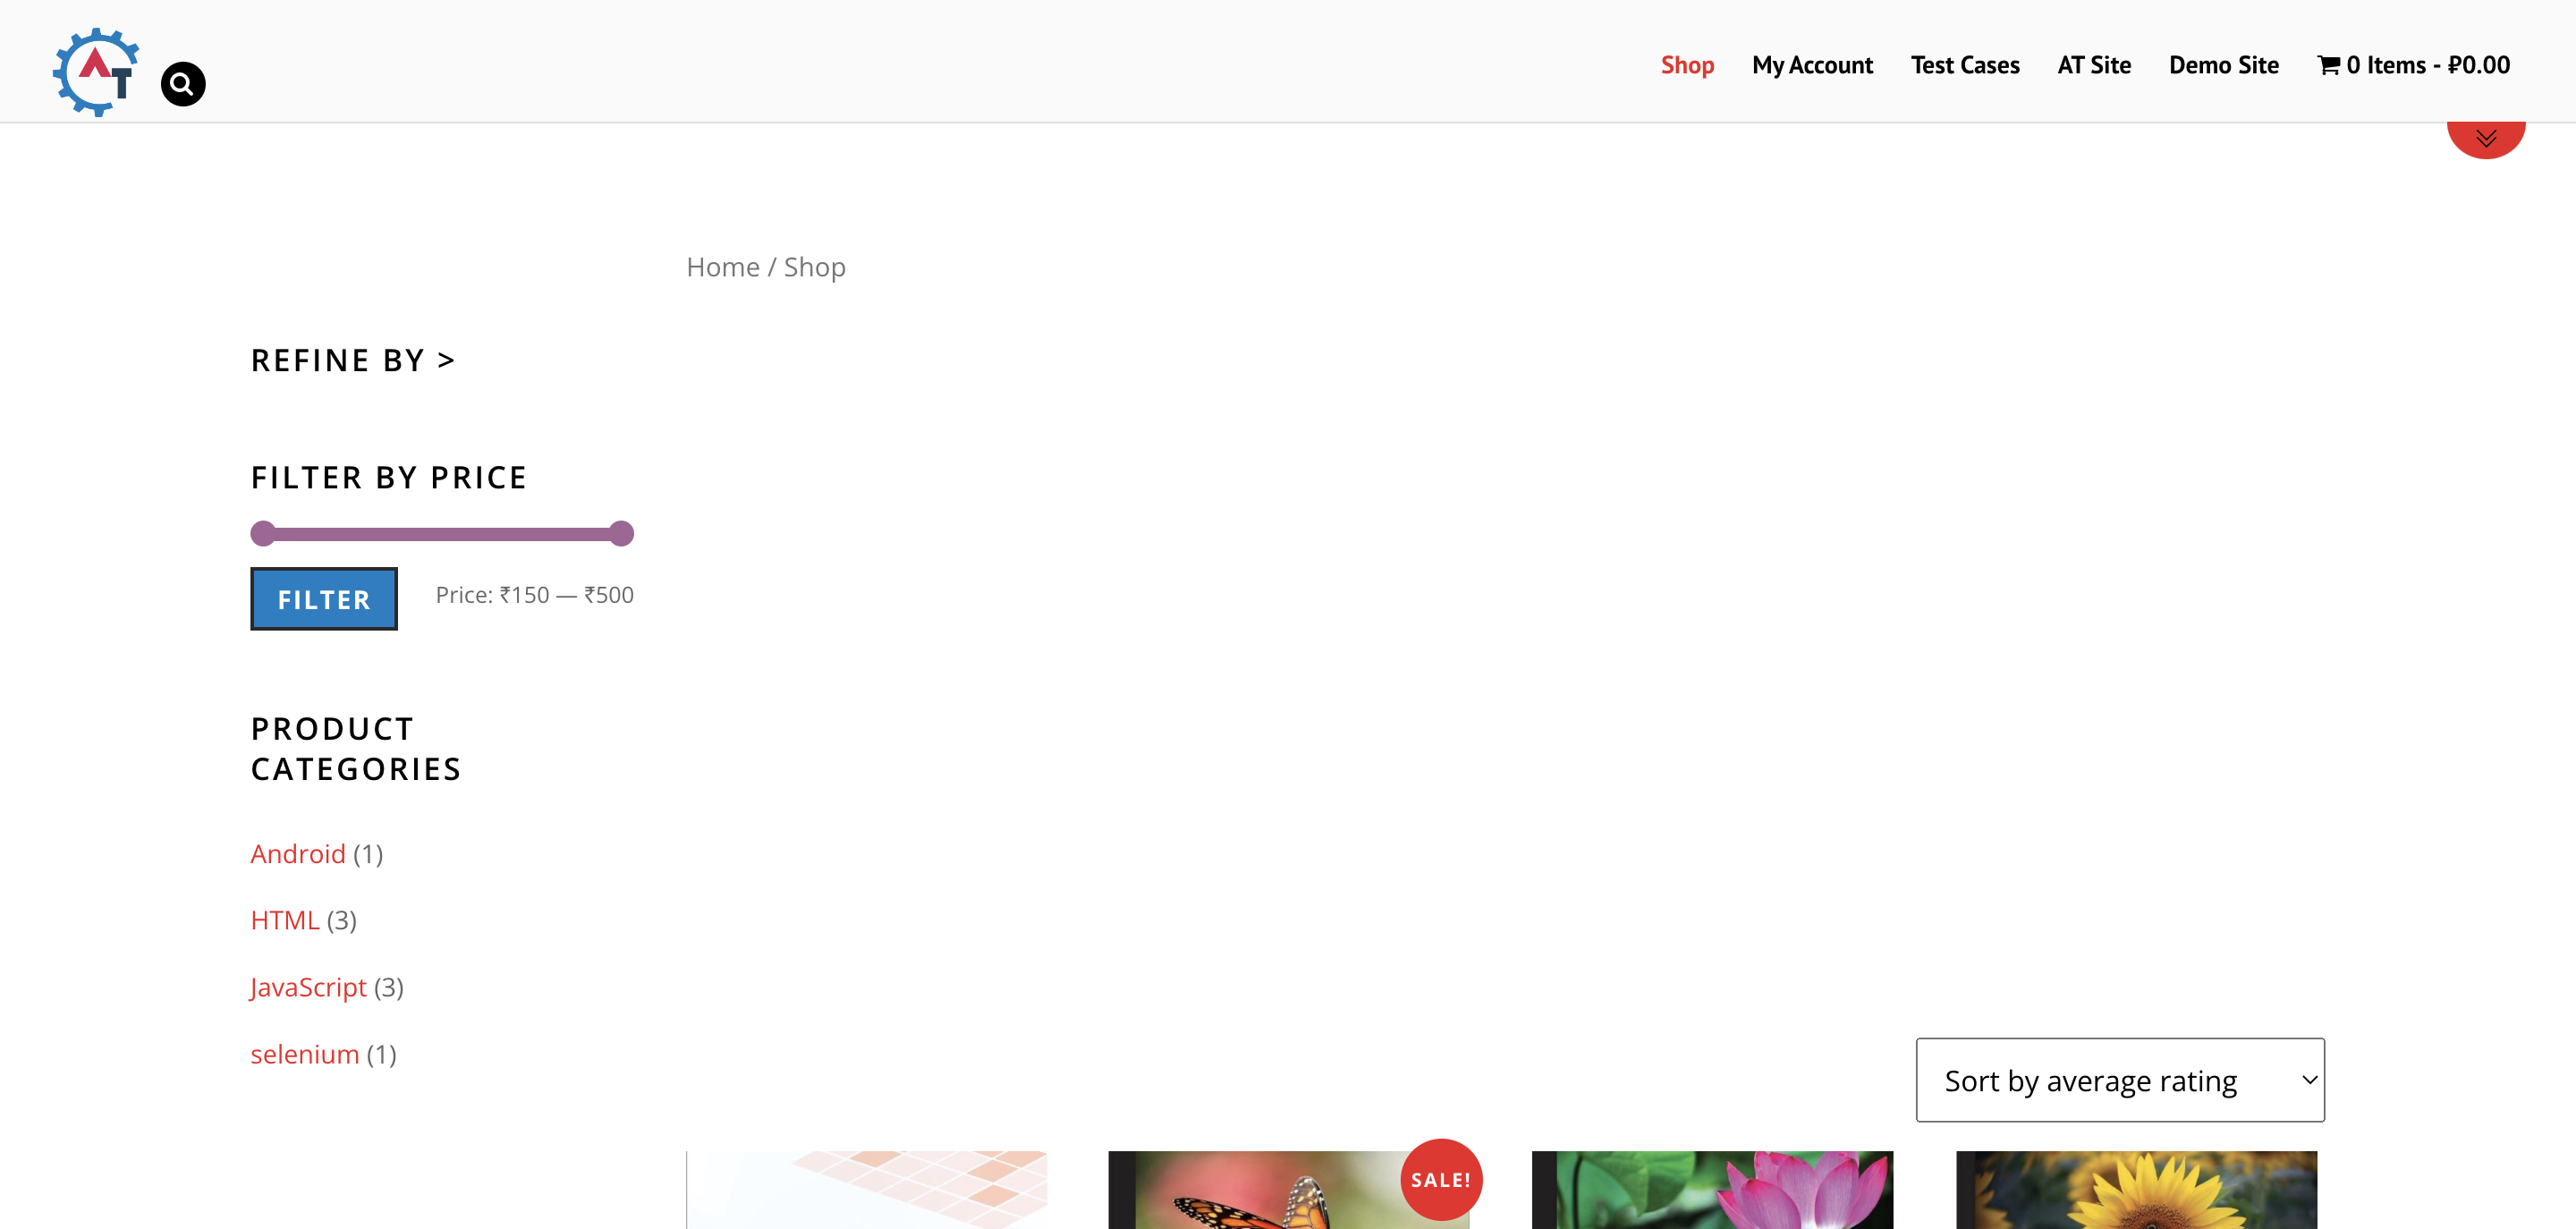 AT
Shop My Account Test Cases AT Site Demo Site 0 Items - ₽0.00
Home / Shop
REFINE BY >
FILTER BY PRICE
FILTER Price: ₹150 — ₹500
PRODUCT
CATEGORIES
Android (1)
HTML (3)
JavaScript (3)
selenium (1)
Sort by average rating
SALE!